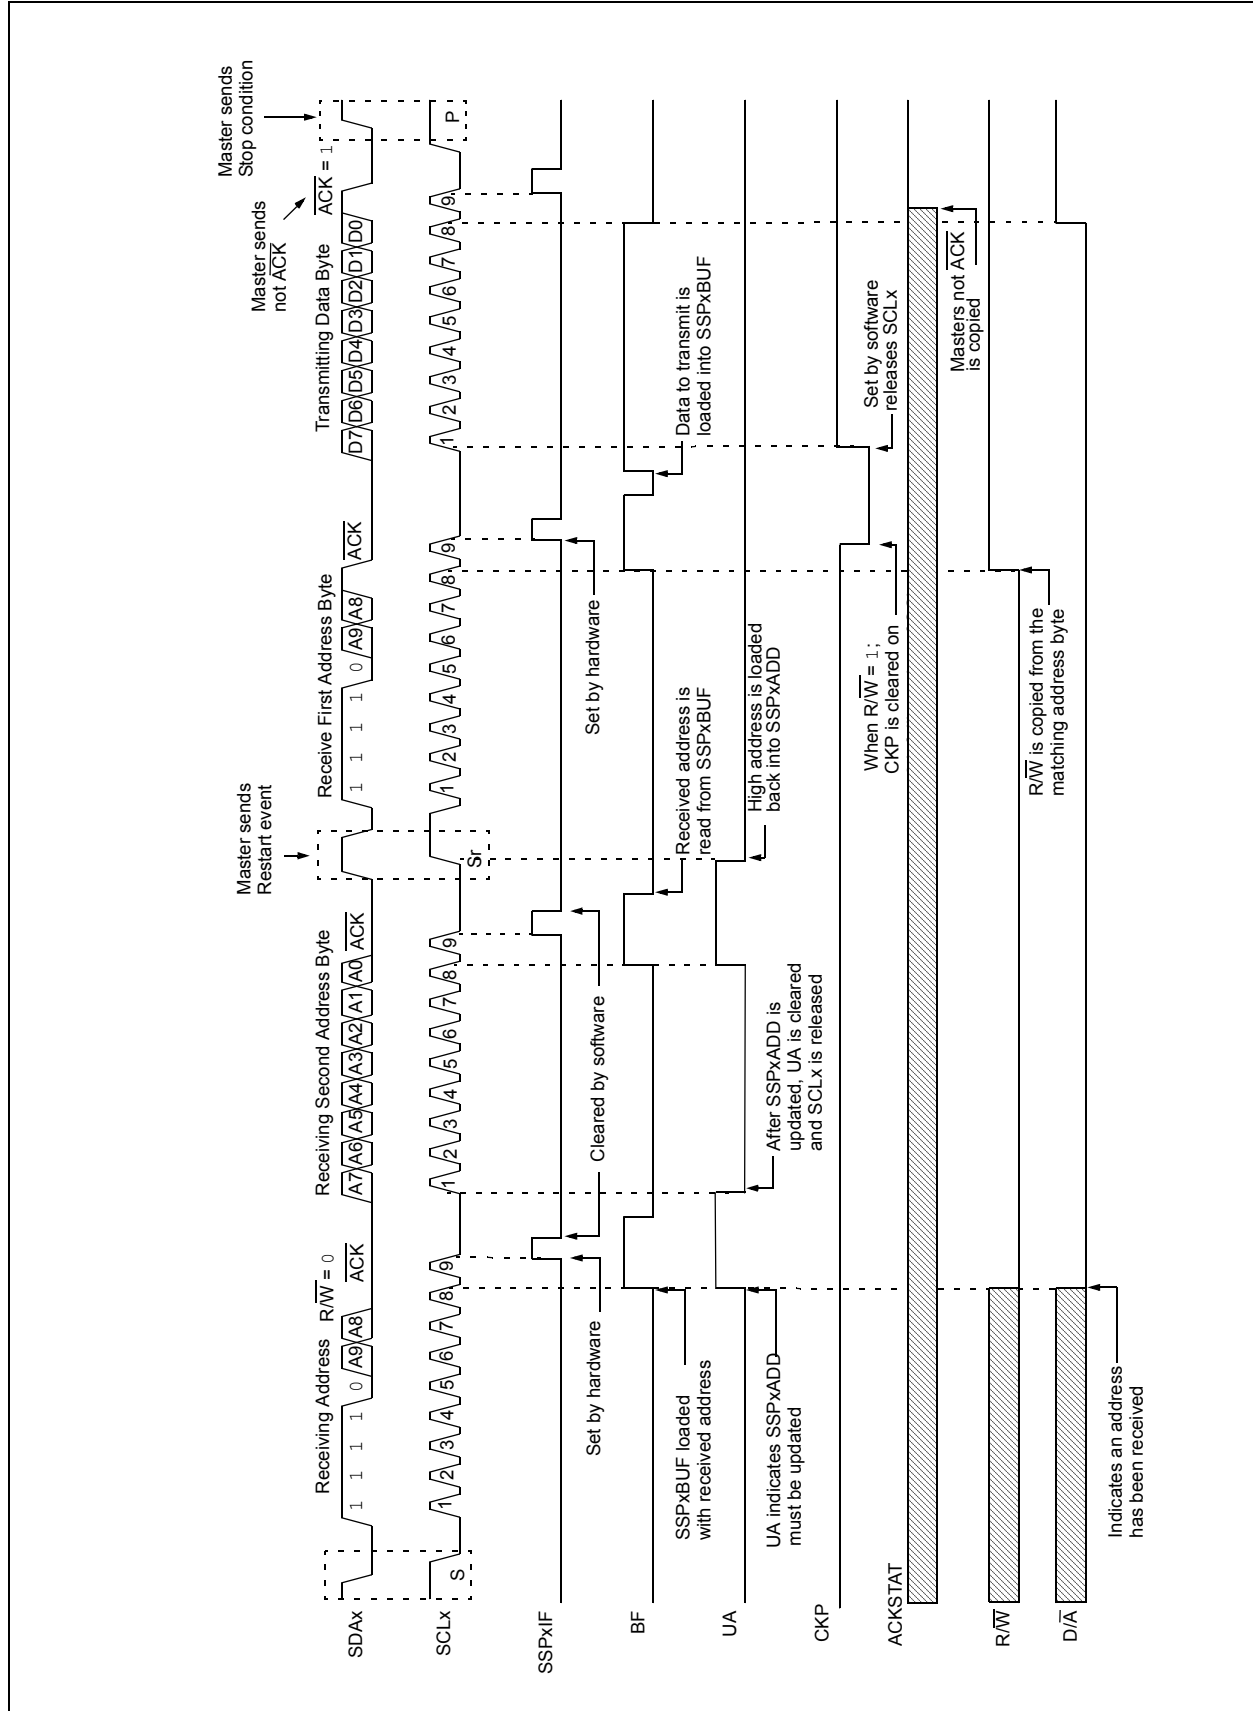 Master sends
Stop condition
Master sends
not ACK
ACK = 1
Master sends
Restart event
Receiving Address R/W = 0
ACK
Receiving Second Address Byte
ACK
Receive First Address Byte
ACK
Transmitting Data Byte
SDAx
1 1 1 1 0 A9 A8
A7 A6 A5 A4 A3 A2 A1 A0
1 1 1 1 0 A9 A8
D7 D6 D5 D4 D3 D2 D1 D0
SCLx
S
1 2 3 4 5 6 7 8 9
1 2 3 4 5 6 7 8 9
Sr
1 2 3 4 5 6 7 8 9
1 2 3 4 5 6 7 8 9
P
SSPxIF
Set by hardware
Cleared by software
Set by hardware
BF
SSPxBUF loaded
with received address
Received address is
read from SSPxBUF
Data to transmit is
loaded into SSPxBUF
UA
UA indicates SSPxADD
must be updated
After SSPxADD is
updated, UA is cleared
and SCLx is released
High address is loaded
back into SSPxADD
CKP
When R/W = 1;
CKP is cleared on
Set by software
releases SCLx
ACKSTAT
Masters not ACK
is copied
R/W
R/W is copied from the
matching address byte
D/A
Indicates an address
has been received